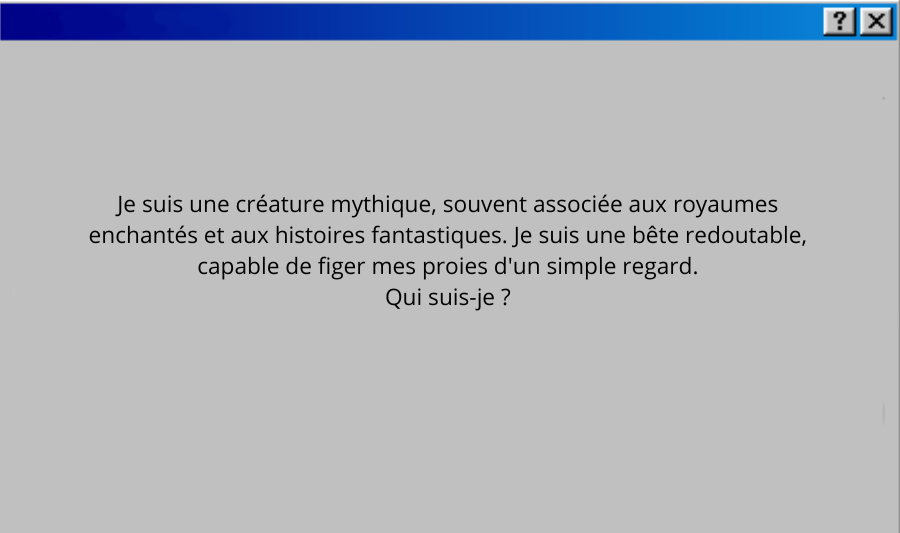 Je suis une créature mythique, souvent associée aux royaumes
enchantés et aux histoires fantastiques. Je suis une bête redoutable,
capable de figer mes proies d'un simple regard.
Qui suis-je ?